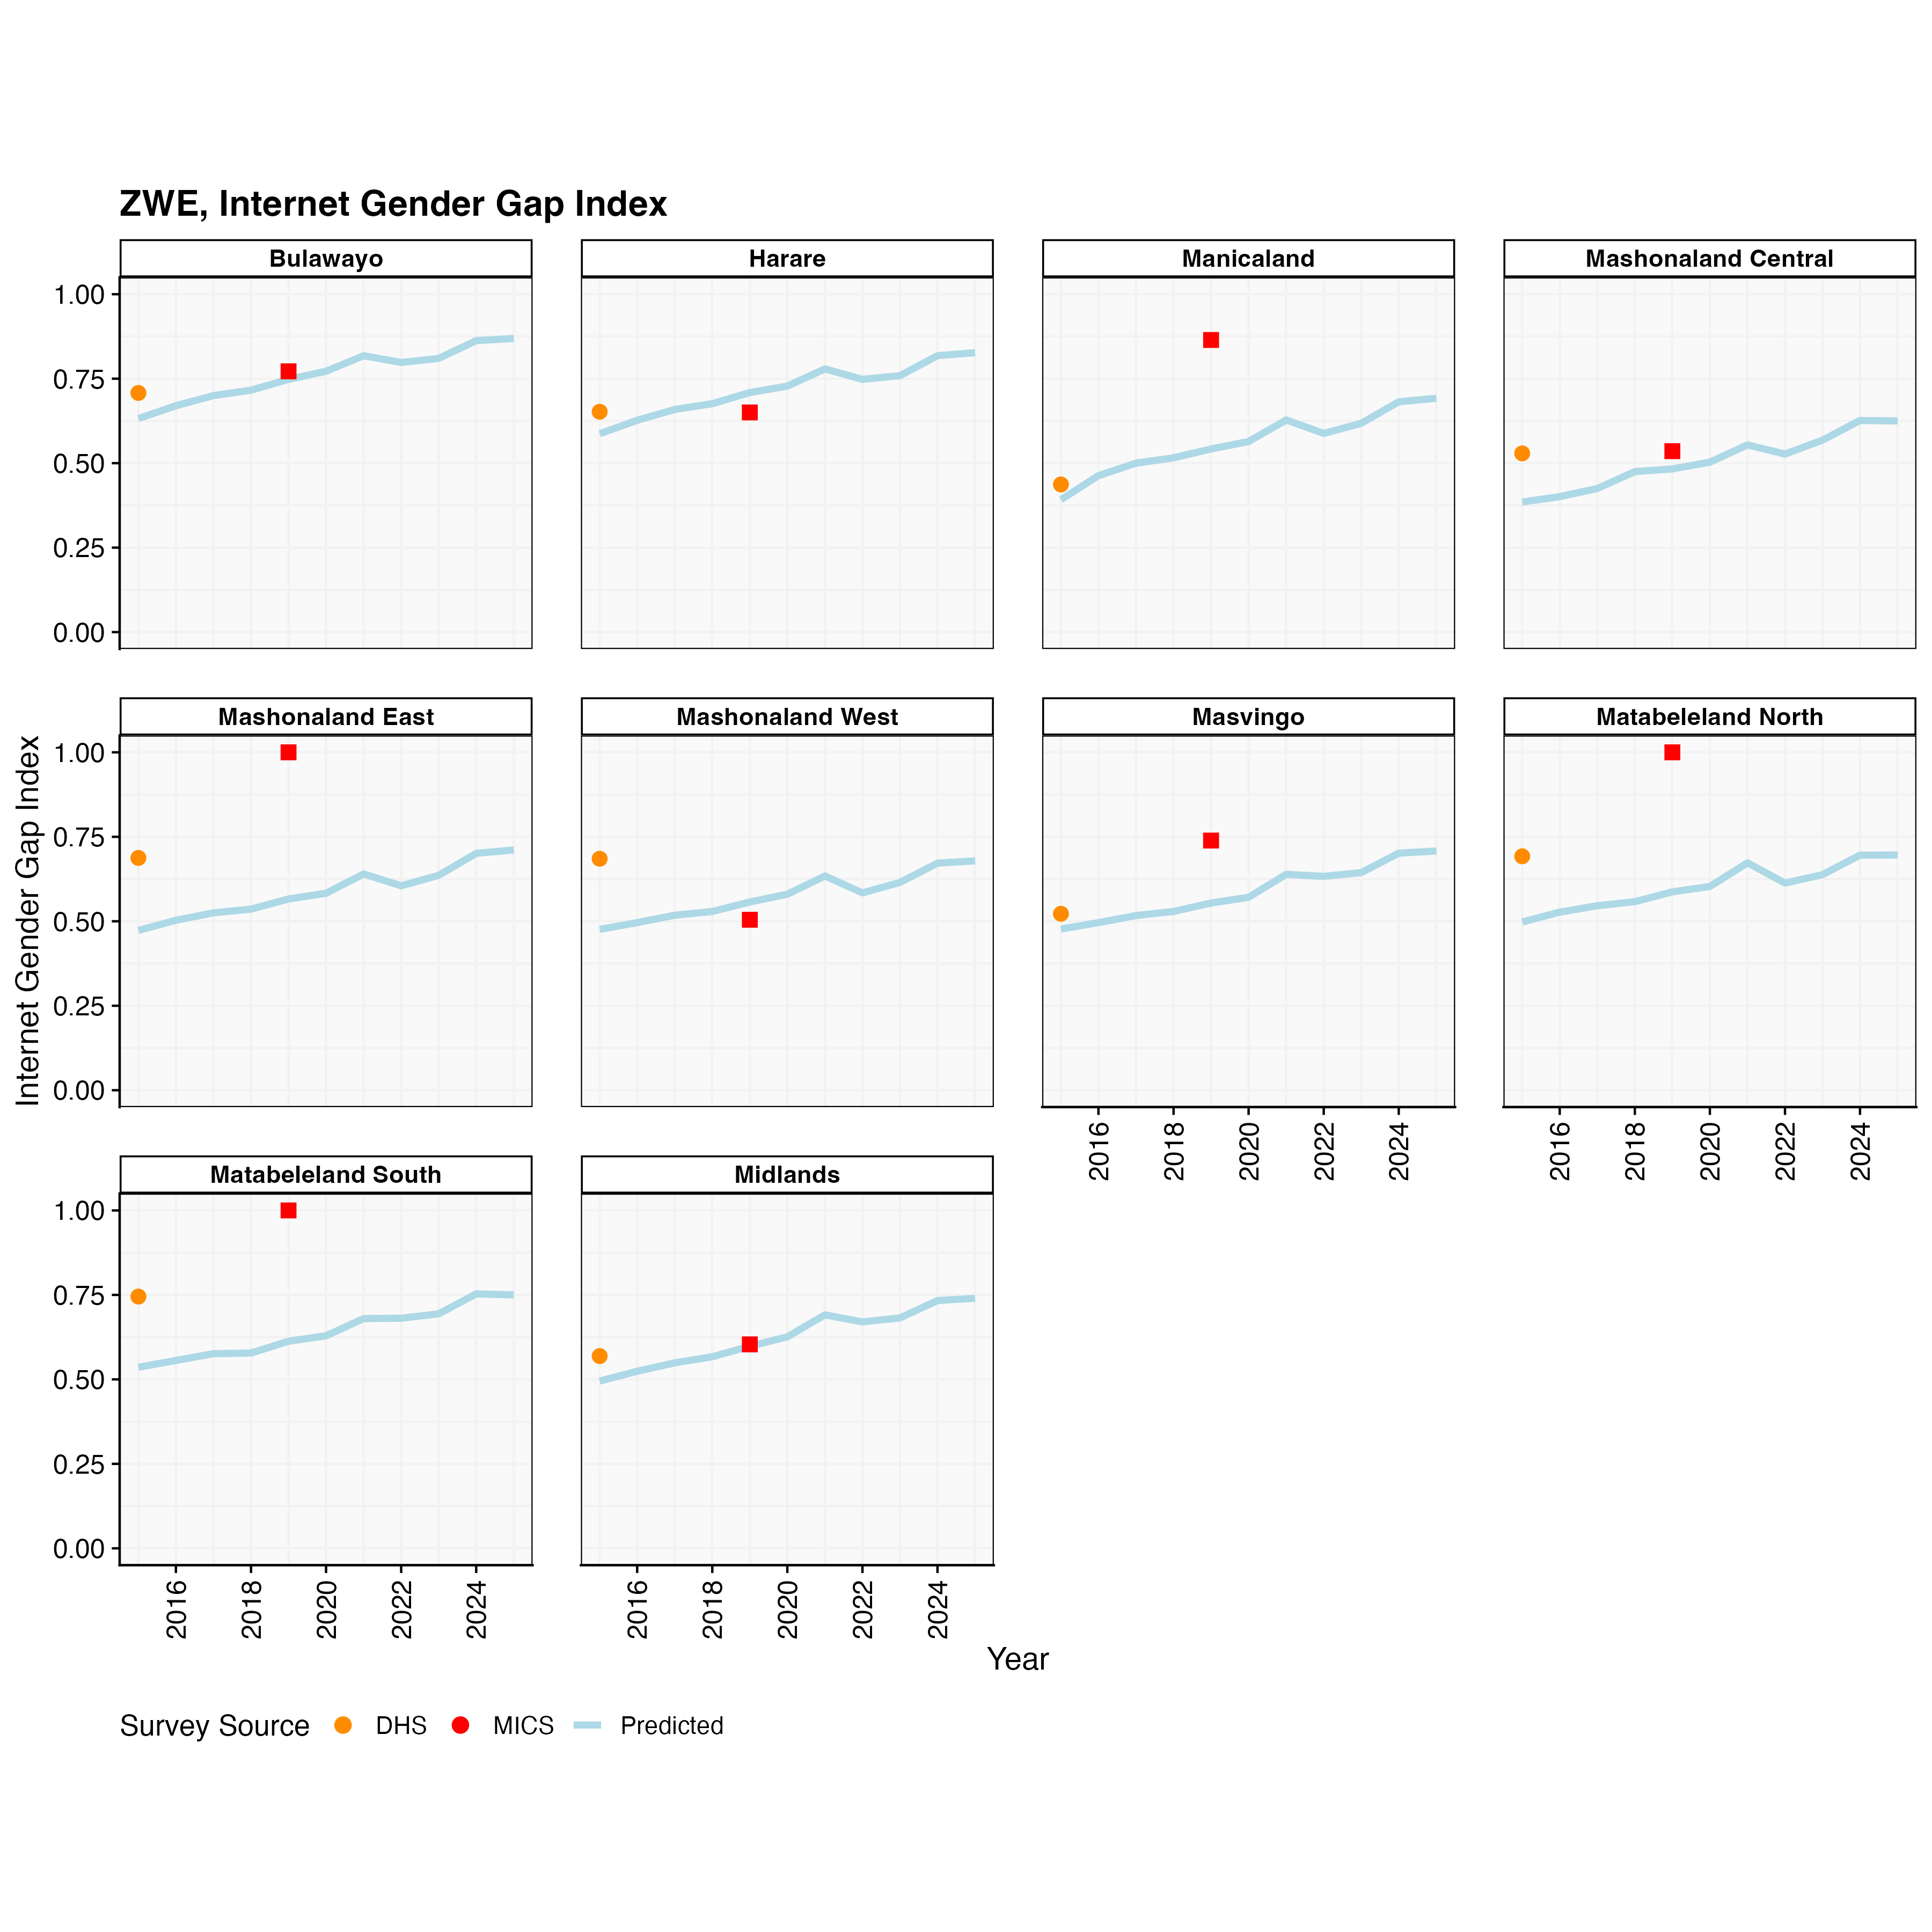 ZWE, Internet Gender Gap Index
Bulawayo
Harare
Manicaland
Mashonaland Central
1.00
0.75
0.50
0.25
0.00
Mashonaland East
Mashonaland West
Masvingo
Matabeleland North
1.00
0.75
0.50
0.25
0.00
2016 2018 2020 2022 2024
2016 2018 2020 2022 2024
Matabeleland South
Midlands
1.00
0.75
0.50
0.25
0.00
2016 2018 2020 2022 2024
2016 2018 2020 2022 2024
Internet Gender Gap Index
Year
Survey Source DHS MICS Predicted